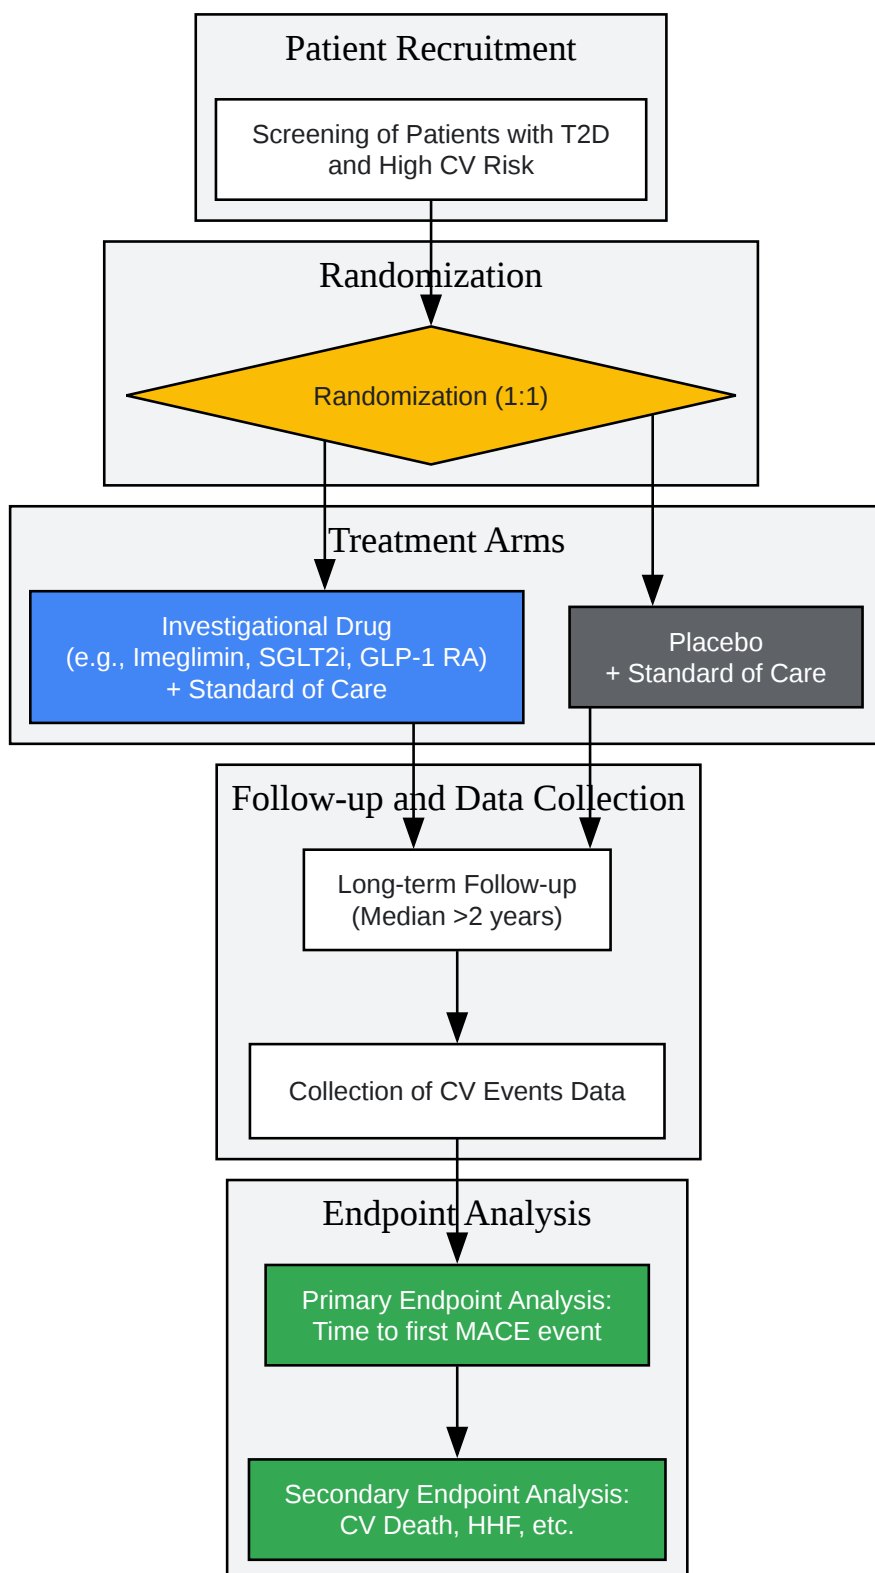 Patient Recruitment
Screening of Patients with T2D
and High CV Risk
Randomization
Randomization (1:1)
Treatment Arms
Investigational Drug
(e.g., Imeglimin, SGLT2i, GLP-1 RA)
+ Standard of Care
Placebo
+ Standard of Care
Follow-up and Data Collection
Long-term Follow-up
(Median >2 years)
Collection of CV Events Data
Endpoint Analysis
Primary Endpoint Analysis:
Time to first MACE event
Secondary Endpoint Analysis:
CV Death, HHF, etc.